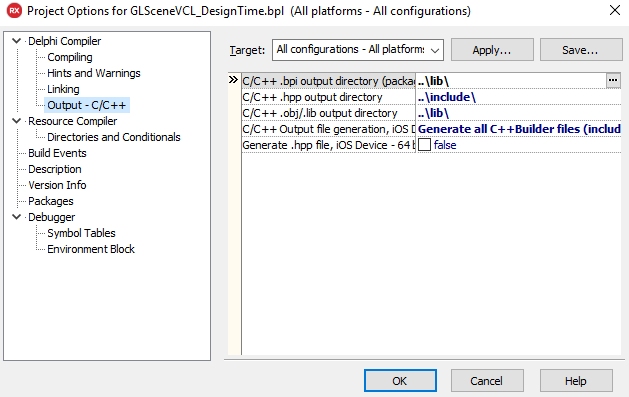 RX Project Options for GLSceneVCL_DesignTime.bpl (All platforms - All configurations)
Delphi Compiler
Compiling
Hints and Warnings
Linking
Output - C/C++
Resource Compiler
Directories and Conditionals
Build Events
Description
Version Info
Packages
Debugger
Symbol Tables
Environment Block
Target: All configurations - All platform: Apply... Save...
C/C++ .bpi output directory (packag ..\lib\ ...
C/C++ .hpp output directory ..\include\
C/C++ .obj/.lib output directory ..\lib\
C/C++ Output file generation, iOS D Generate all C++Builder files (includ
Generate .hpp file, iOS Device - 64 b false
OK Cancel Help